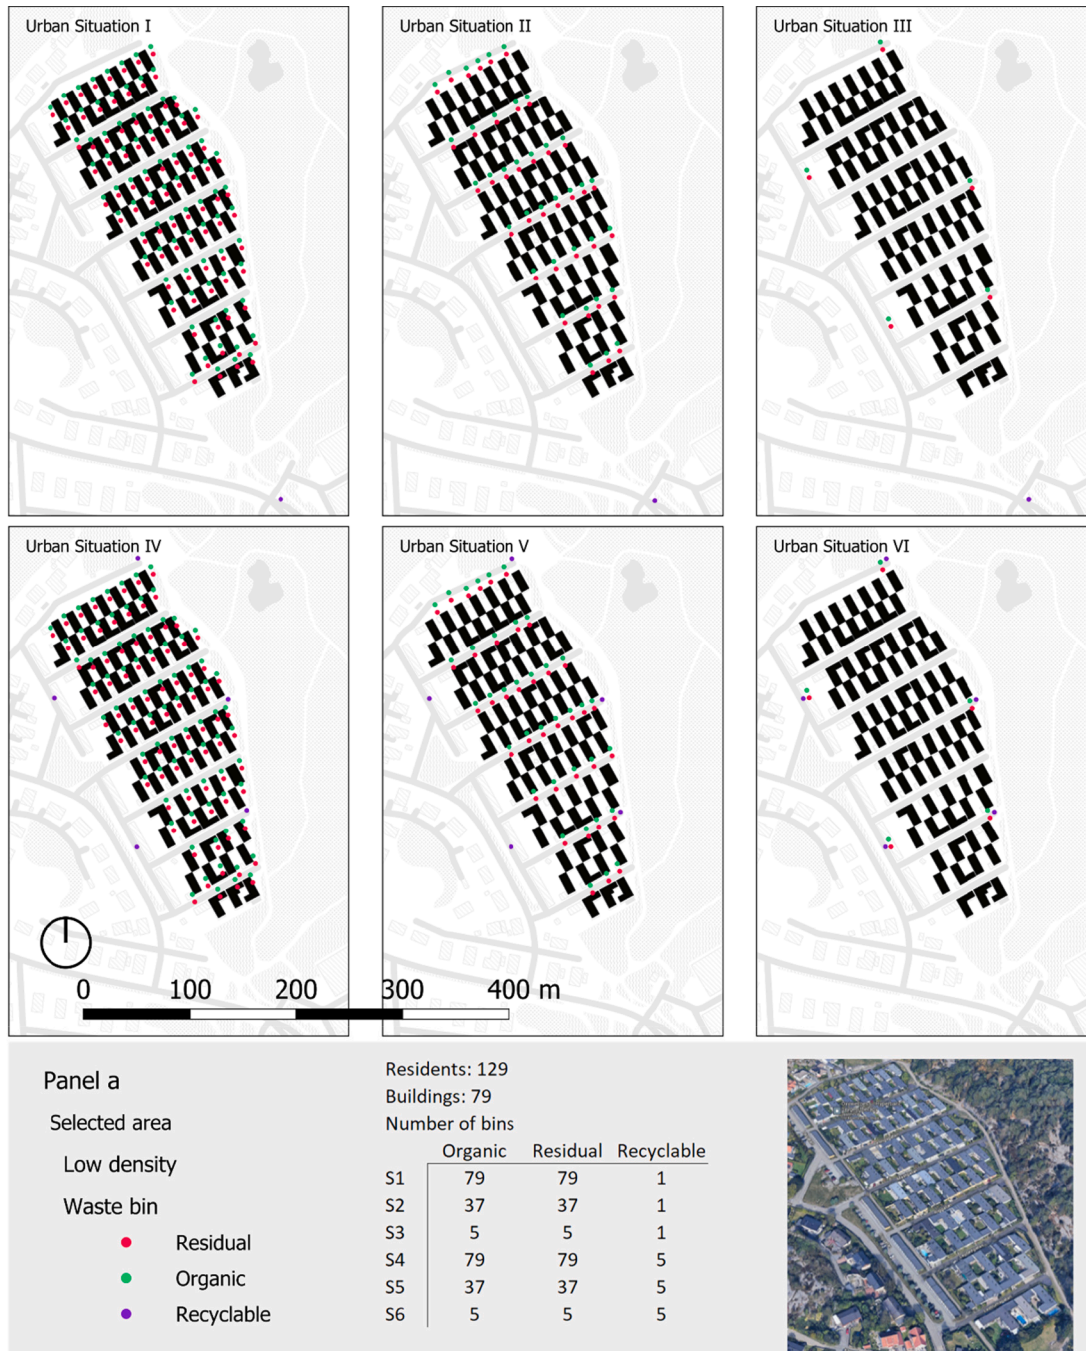 Urban Situation I
Urban Situation II
Urban Situation III
Urban Situation IV
Urban Situation V
Urban Situation VI
0 100 200 300 400 m
Panel a
Selected area
Low density
Waste bin
Residual
Organic
Recyclable
Residents: 129
Buildings: 79
Number of bins
Organic Residual Recyclable
S1 79 79 1
S2 37 37 1
S3 5 5 1
S4 79 79 5
S5 37 37 5
S6 5 5 5